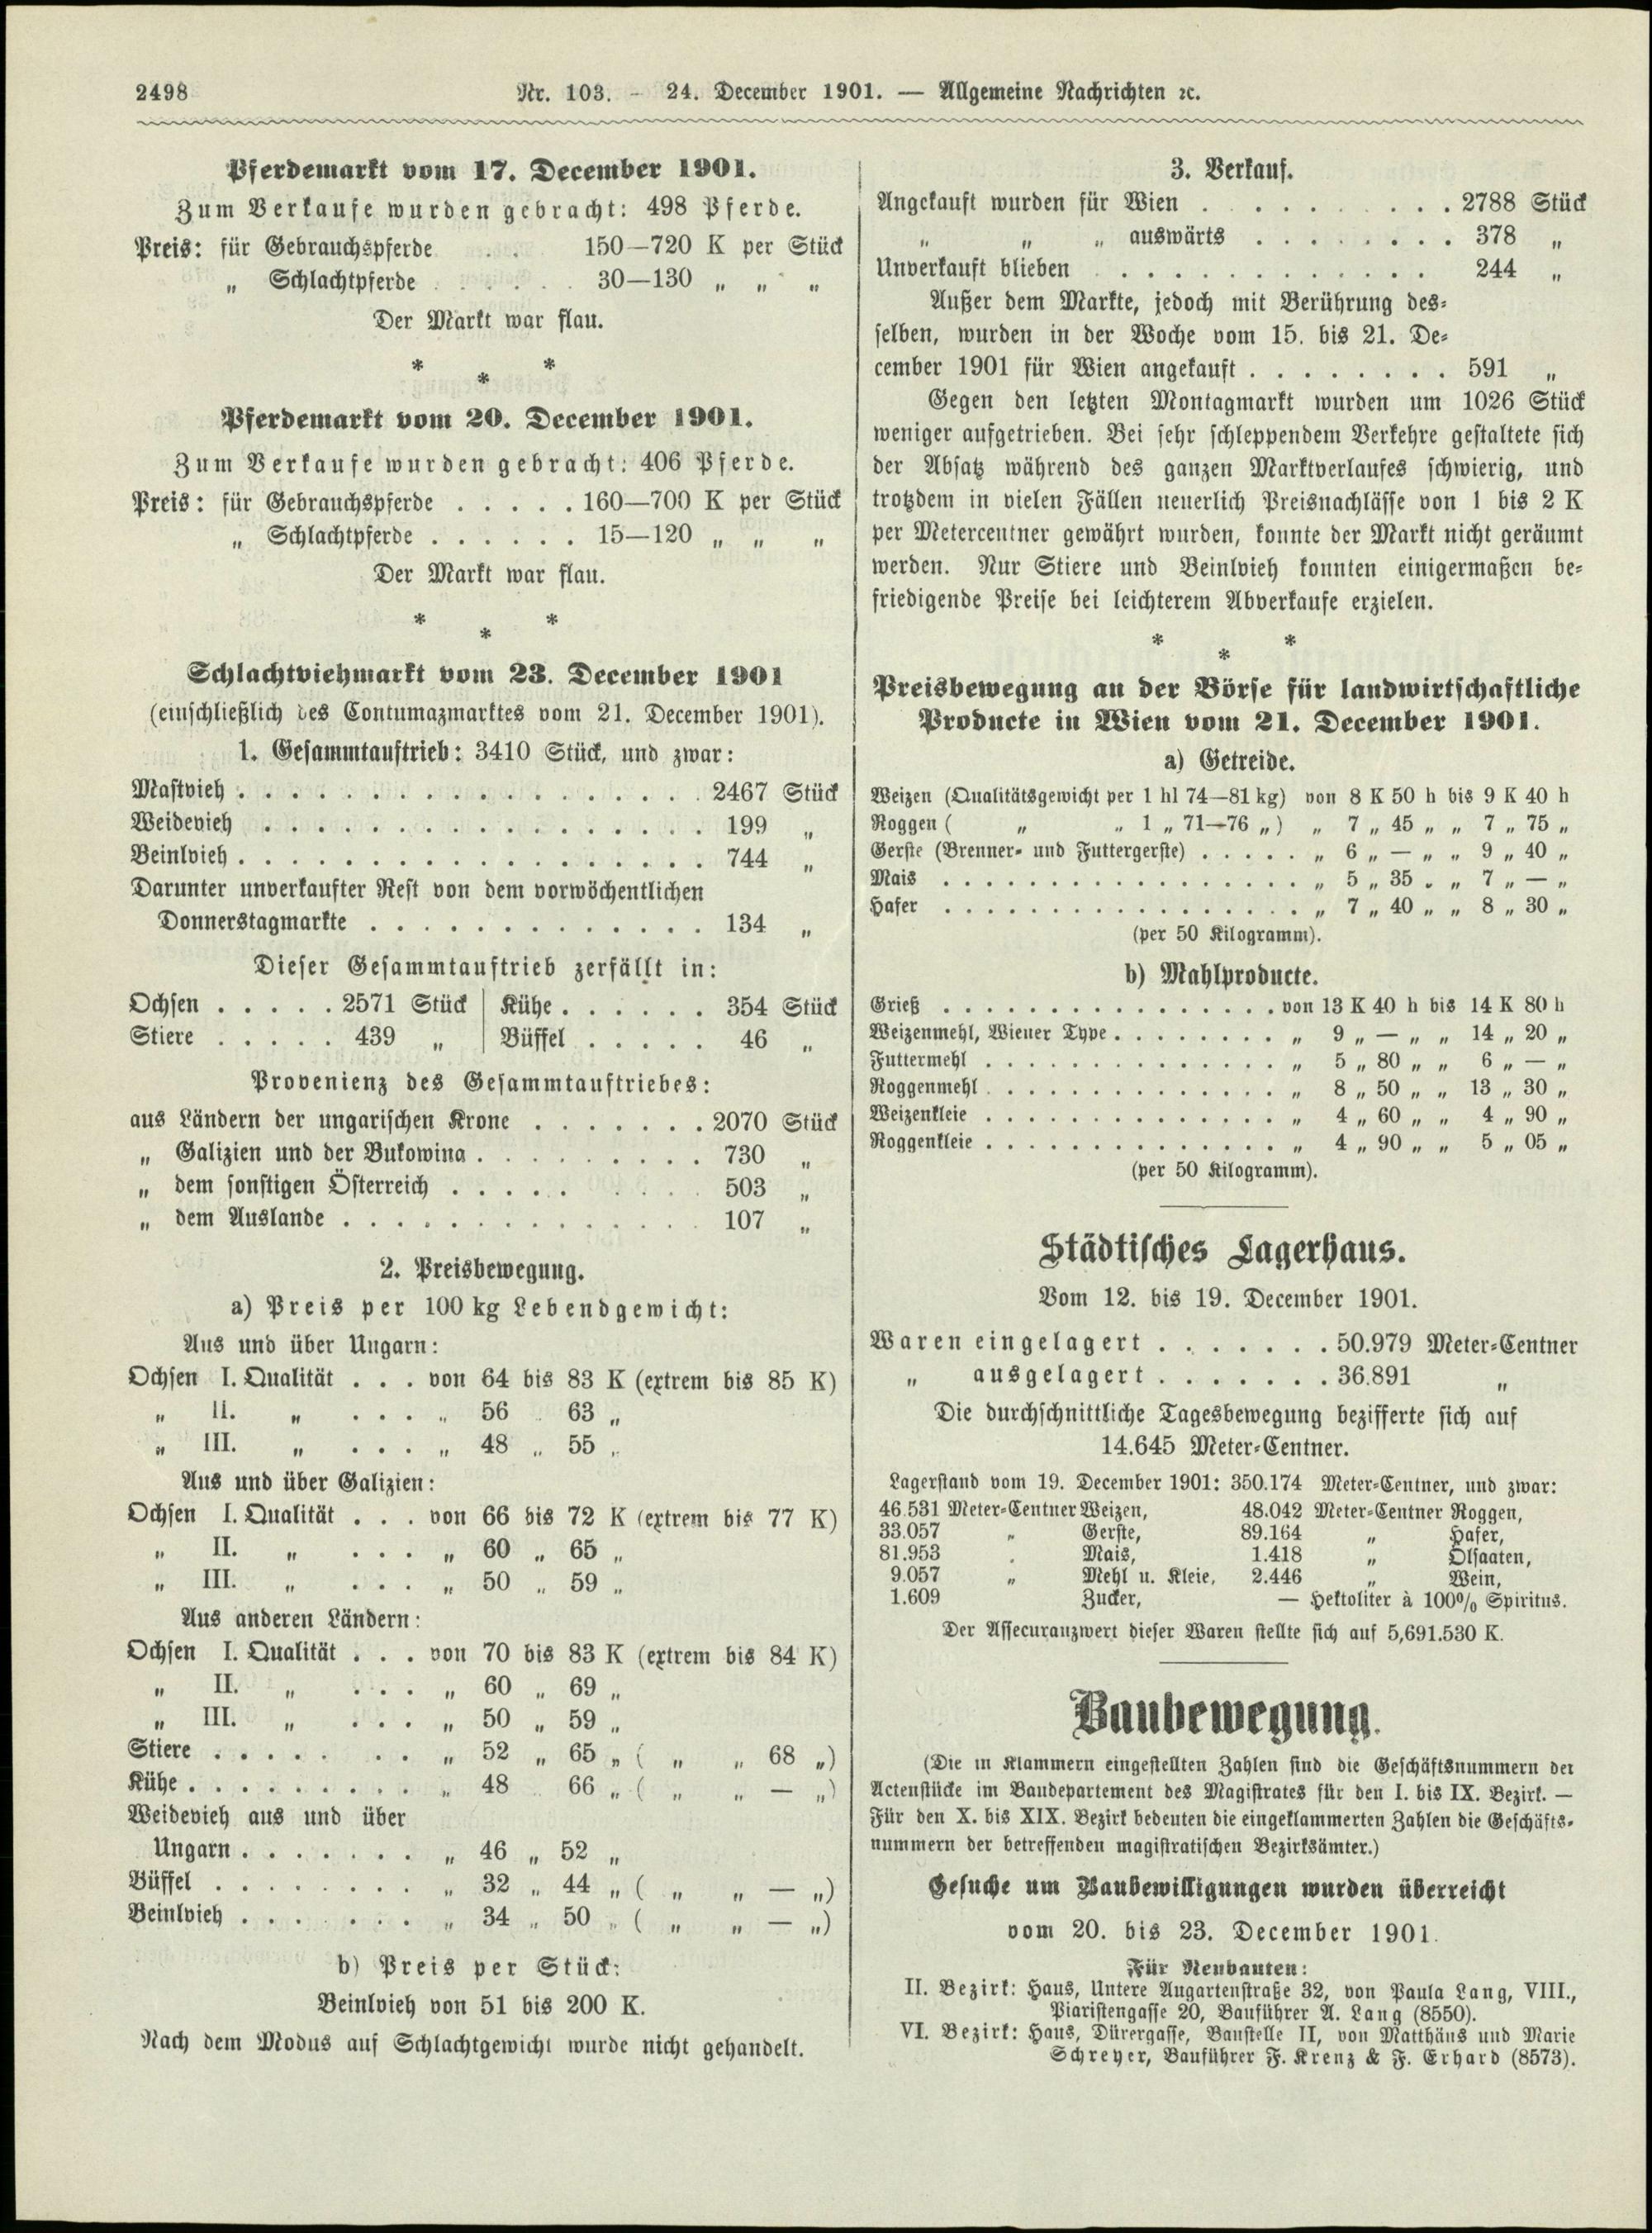 2498
Nr. 103. – 24. December 1901. — Allgemeine Nachrichten ꝛc.
Pferdemarkt vom 17. December 1901.
Zum Verkaufe wurden gebracht: 498 Pferde.
Preis: für Gebrauchspferde . . 150—720 K per Stück
„ Schlachtpferde . . . . . . 30—130 „ „ „
Der Markt war flau.
* * *
Pferdemarkt vom 20. December 1901.
Zum Verkaufe wurden gebracht: 406 Pferde.
Preis: für Gebrauchspferde . . . . . 160—700 K per Stück
„ Schlachtpferde . . . . . . 15—120 „ „ „
Der Markt war flau.
* * *
Schlachtviehmarkt vom 23. December 1901
(einschließlich des Contumazmarktes vom 21. December 1901).
1. Gesammtauftrieb: 3410 Stück, und zwar:
Mastvieh . . . . . . . . . . . . . . . . . . 2467 Stück
Weidevieh . . . . . . . . . . . . . . . . . 199 „
Beinlvieh . . . . . . . . . . . . . . . . . . 744 „
Darunter unverkaufter Rest von dem vorwöchentlichen
Donnerstagmarkte . . . . . . . . . . . . . 134 „
Dieser Gesammtauftrieb zerfällt in:
Ochsen . . . . . 2571 Stück | Kühe . . . . . . 354 Stück
Stiere . . . . . 439 „ | Büffel . . . . . 46 „
Provenienz des Gesammtauftriebes:
aus Ländern der ungarischen Krone . . . . . . . 2070 Stück
„ Galizien und der Bukowina . . . . . . . . . 730 „
„ dem sonstigen Österreich . . . . . . . . . 503 „
„ dem Auslande . . . . . . . . . . . . . . 107 „
2. Preisbewegung.
a) Preis per 100 kg Lebendgewicht:
Aus und über Ungarn:
Ochsen I. Qualität . . . von 64 bis 83 K (extrem bis 85 K)
„ II. „ . . . „ 56 „ 63 „
„ III. „ . . . „ 48 „ 55 „
Aus und über Galizien:
Ochsen I. Qualität . . . von 66 bis 72 K (extrem bis 77 K)
„ II. „ . . . „ 60 „ 65 „
„ III. „ . . . „ 50 „ 59 „
Aus anderen Ländern:
Ochsen I. Qualität . . . von 70 bis 83 K (extrem bis 84 K)
„ II. „ . . . „ 60 „ 69 „
„ III. „ . . . „ 50 „ 59 „
Stiere . . . . . . . . „ 52 „ 65 „ ( „ „ 68 „)
Kühe . . . . . . . . . . „ 48 66 „ ( „ „ — „)
Weidevieh aus und über
Ungarn . . . . . . . „ 46 „ 52 „
Büffel . . . . . . . . „ 32 „ 44 „ ( „ „ — „)
Beinlvieh . . . . . . . „ 34 „ 50 „ ( „ „ — „)
b) Preis per Stück:
Beinlvieh von 51 bis 200 K.
Nach dem Modus auf Schlachtgewicht wurde nicht gehandelt.
3. Verkauf.
Angekauft wurden für Wien . . . . . . . . . 2788 Stück
„ „ „ auswärts . . . . . . . . 378 „
Unverkauft blieben . . . . . . . . . . . . . 244 „
Außer dem Markte, jedoch mit Berührung des-
selben, wurden in der Woche vom 15. bis 21. De-
cember 1901 für Wien angekauft . . . . . . . . 591 „
Gegen den letzten Montagmarkt wurden um 1026 Stück
weniger aufgetrieben. Bei sehr schleppendem Verkehre gestaltete sich
der Absatz während des ganzen Marktverlaufes schwierig, und
trotzdem in vielen Fällen neuerlich Preisnachlässe von 1 bis 2 K
per Metercentner gewährt wurden, konnte der Markt nicht geräumt
werden. Nur Stiere und Beinlvieh konnten einigermaßen be-
friedigende Preise bei leichterem Abverkaufe erzielen.
* * *
Preisbewegung an der Börse für landwirtschaftliche
Producte in Wien vom 21. December 1901.
a) Getreide.
Weizen (Qualitätsgewicht per 1 hl 74—81 kg) von 8 K 50 h bis 9 K 40 h
Roggen ( „ „ 1 „ 71—76 „ ) „ 7 „ 45 „ „ 7 „ 75 „
Gerste (Brenner- und Futtergerste) . . . . . „ 6 „ — „ „ 9 „ 40 „
Mais . . . . . . . . . . . . . . . . . . „ 5 „ 35 „ „ 7 „ — „
Hafer . . . . . . . . . . . . . . . . . „ 7 „ 40 „ „ 8 „ 30 „
(per 50 Kilogramm).
b) Mahlproducte.
Grieß . . . . . . . . . . . . . . . . von 13 K 40 h bis 14 K 80 h
Weizenmehl, Wiener Type . . . . . . . . „ 9 „ — „ „ 14 „ 20 „
Futtermehl . . . . . . . . . . . . . . „ 5 „ 80 „ „ 6 „ — „
Roggenmehl . . . . . . . . . . . . . . „ 8 „ 50 „ „ 13 „ 30 „
Weizenkleie . . . . . . . . . . . . . . „ 4 „ 60 „ „ 4 „ 90 „
Roggenkleie . . . . . . . . . . . . . . „ 4 „ 90 „ „ 5 „ 05 „
(per 50 Kilogramm).
Städtisches Lagerhaus.
Vom 12. bis 19. December 1901.
Waren eingelagert . . . . . . . 50.979 Meter-Centner
„ ausgelagert . . . . . . . 36.891 „
Die durchschnittliche Tagesbewegung bezifferte sich auf
14.645 Meter-Centner.
Lagerstand vom 19. December 1901: 350.174 Meter-Centner, und zwar:
46.531 Meter-Centner Weizen, 48.042 Meter-Centner Roggen,
33.057 „ Gerste, 89.164 „ Hafer,
81.953 „ Mais, 1.418 „ Ölsaaten,
9.057 „ Mehl u. Kleie, 2.446 „ Wein,
1.609 Zucker, — Hektoliter à 100% Spiritus.
Der Assecuranzwert dieser Waren stellte sich auf 5,691.530 K.
Baubewegung.
(Die in Klammern eingestellten Zahlen sind die Geschäftsnummern der
Actenstücke im Baudepartement des Magistrates für den I. bis IX. Bezirk. —
Für den X. bis XIX. Bezirk bedeuten die eingeklammerten Zahlen die Geschäfts-
nummern der betreffenden magistratischen Bezirksämter.)
Gesuche um Baubewilligungen wurden überreicht
vom 20. bis 23. December 1901.
Für Neubauten:
II. Bezirk: Haus, Untere Augartenstraße 32, von Paula Lang, VIII.,
Piaristengasse 20, Bauführer A. Lang (8550).
VI. Bezirk: Haus, Dürergasse, Baustelle II, von Matthäus und Marie
Schreyer, Bauführer F. Krenz & F. Erhard (8573).